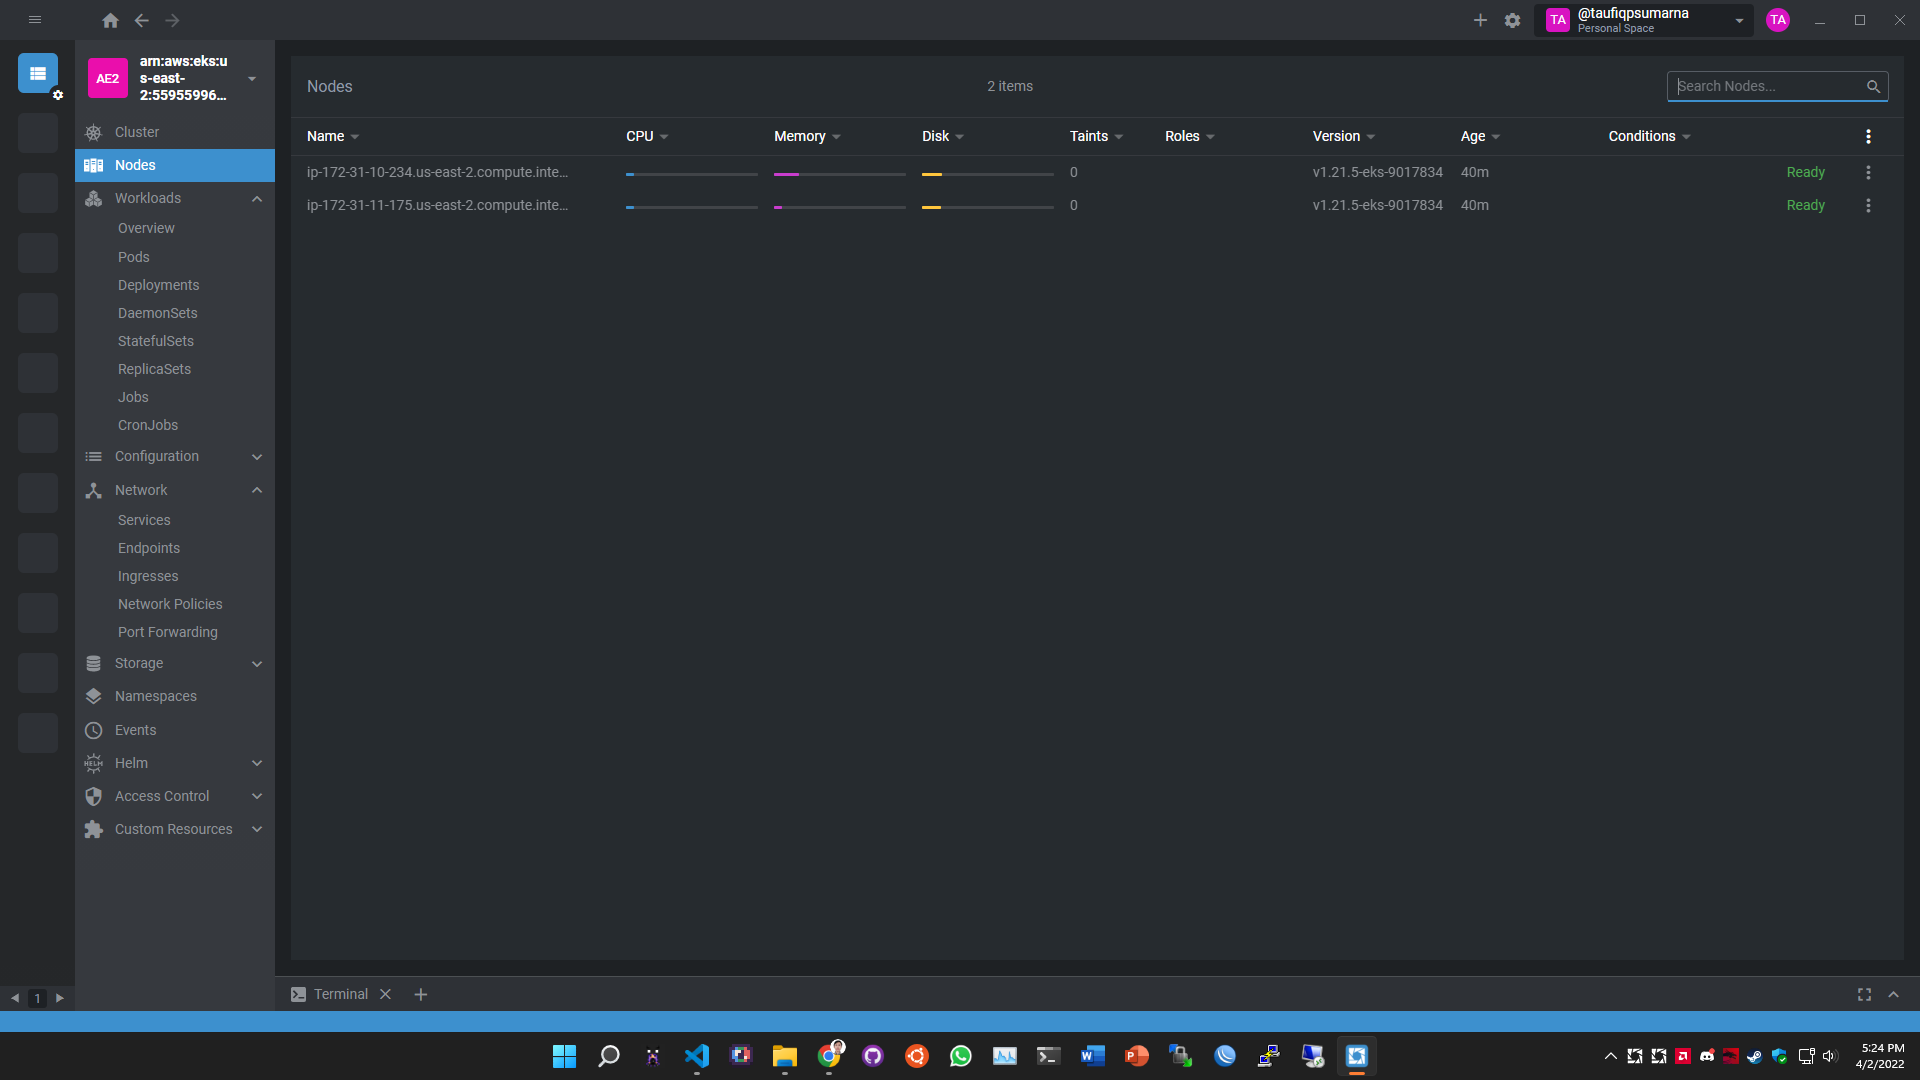 TA
@taufiqpsumarna
Personal Space
TA
AE2
arn:aws:eks:u
s-east-
2:55955996...
Cluster
Nodes
Workloads
Overview
Pods
Deployments
DaemonSets
StatefulSets
ReplicaSets
Jobs
CronJobs
Configuration
Network
Services
Endpoints
Ingresses
Network Policies
Port Forwarding
Storage
Namespaces
Events
HELM
Helm
Access Control
Custom Resources
1
Nodes
2 items
Search Nodes...
Name CPU Memory Disk Taints Roles Version Age Conditions
ip-172-31-10-234.us-east-2.compute.inte... 0 v1.21.5-eks-9017834 40m Ready
ip-172-31-11-175.us-east-2.compute.inte... 0 v1.21.5-eks-9017834 40m Ready
Terminal
5:24 PM
4/2/2022